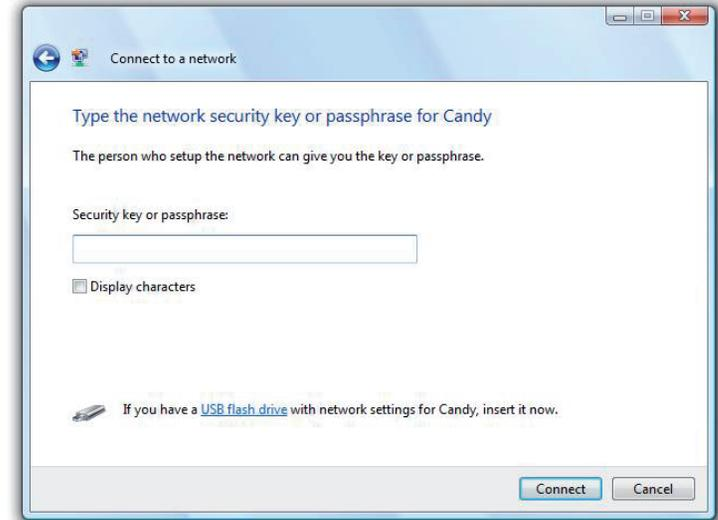 Connect to a network
Type the network security key or passphrase for Candy
The person who setup the network can give you the key or passphrase.
Security key or passphrase:
Display characters
If you have a USB flash drive with network settings for Candy, insert it now.
Connect Cancel